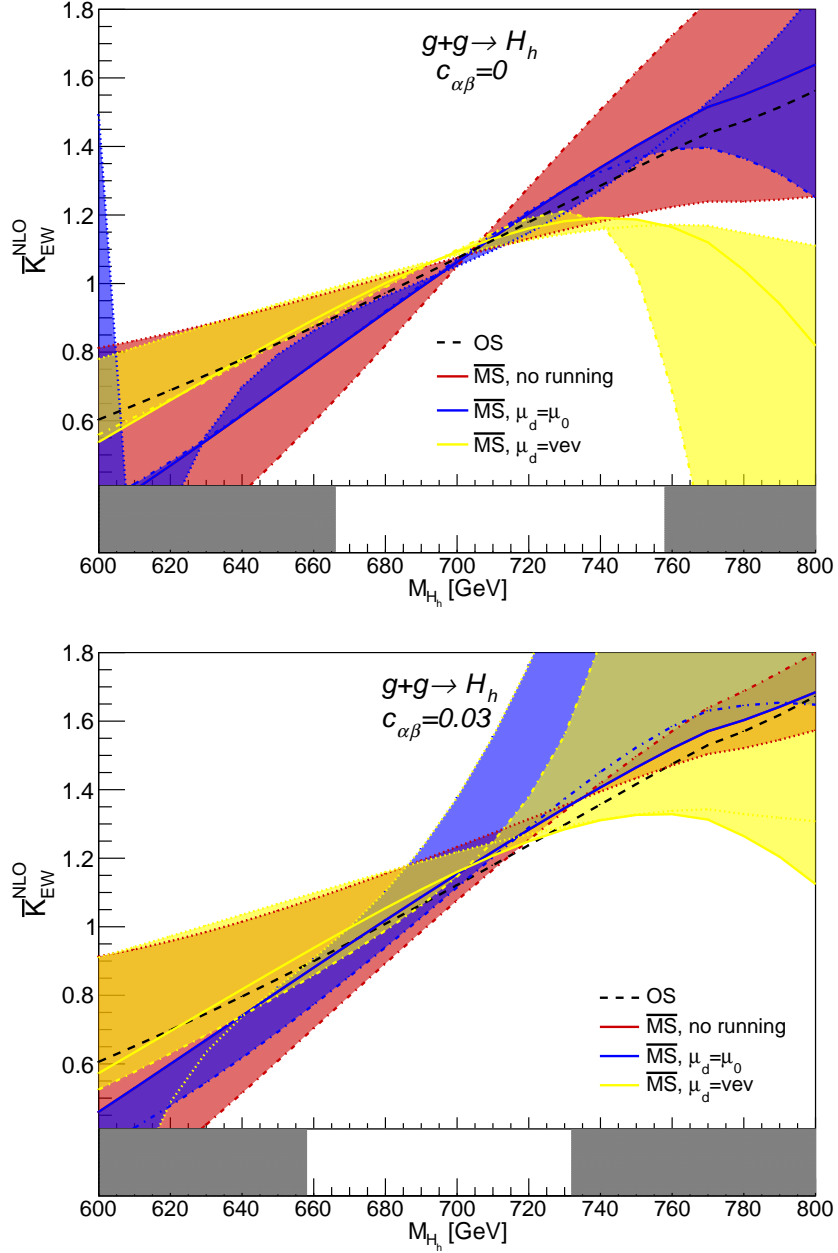 1.8
1.6
1.4
1.2
1
0.8
0.6
K̅_EW^NLO
g+g→ H_h
c_αβ=0
OS
M̅S̅, no running
M̅S̅, μ_d=μ_0
M̅S̅, μ_d=vev
600 620 640 660 680 700 720 740 760 780 800
M_H_h [GeV]
1.8
1.6
1.4
1.2
1
0.8
0.6
K̅_EW^NLO
g+g→ H_h
c_αβ=0.03
OS
M̅S̅, no running
M̅S̅, μ_d=μ_0
M̅S̅, μ_d=vev
600 620 640 660 680 700 720 740 760 780 800
M_H_h [GeV]